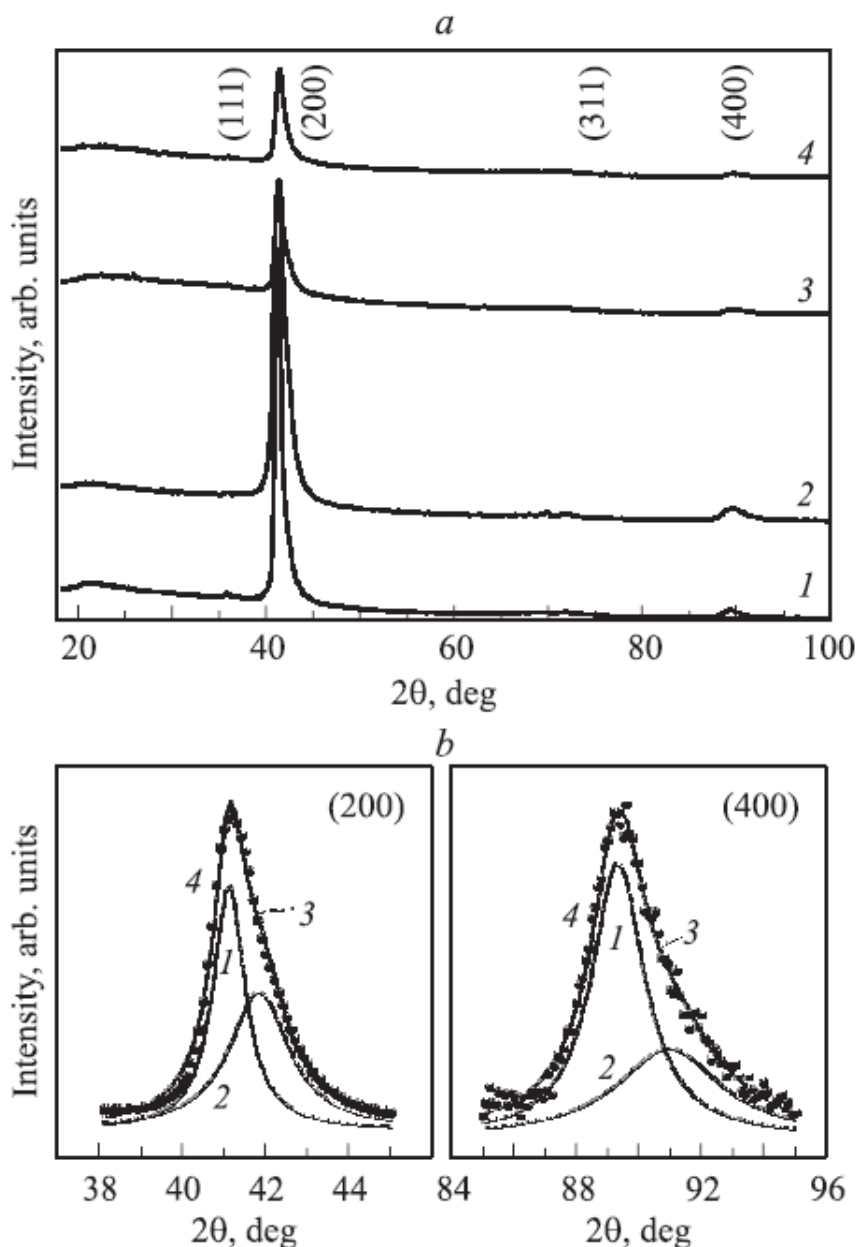 a
(111) (200) (311) (400)
4
3
2
1
Intensity, arb. units
20 40 60 80 100
2θ, deg
b
(200) (400)
4 3 4 3
1 1
2 2
Intensity, arb. units
38 40 42 44 84 88 92 96
2θ, deg 2θ, deg